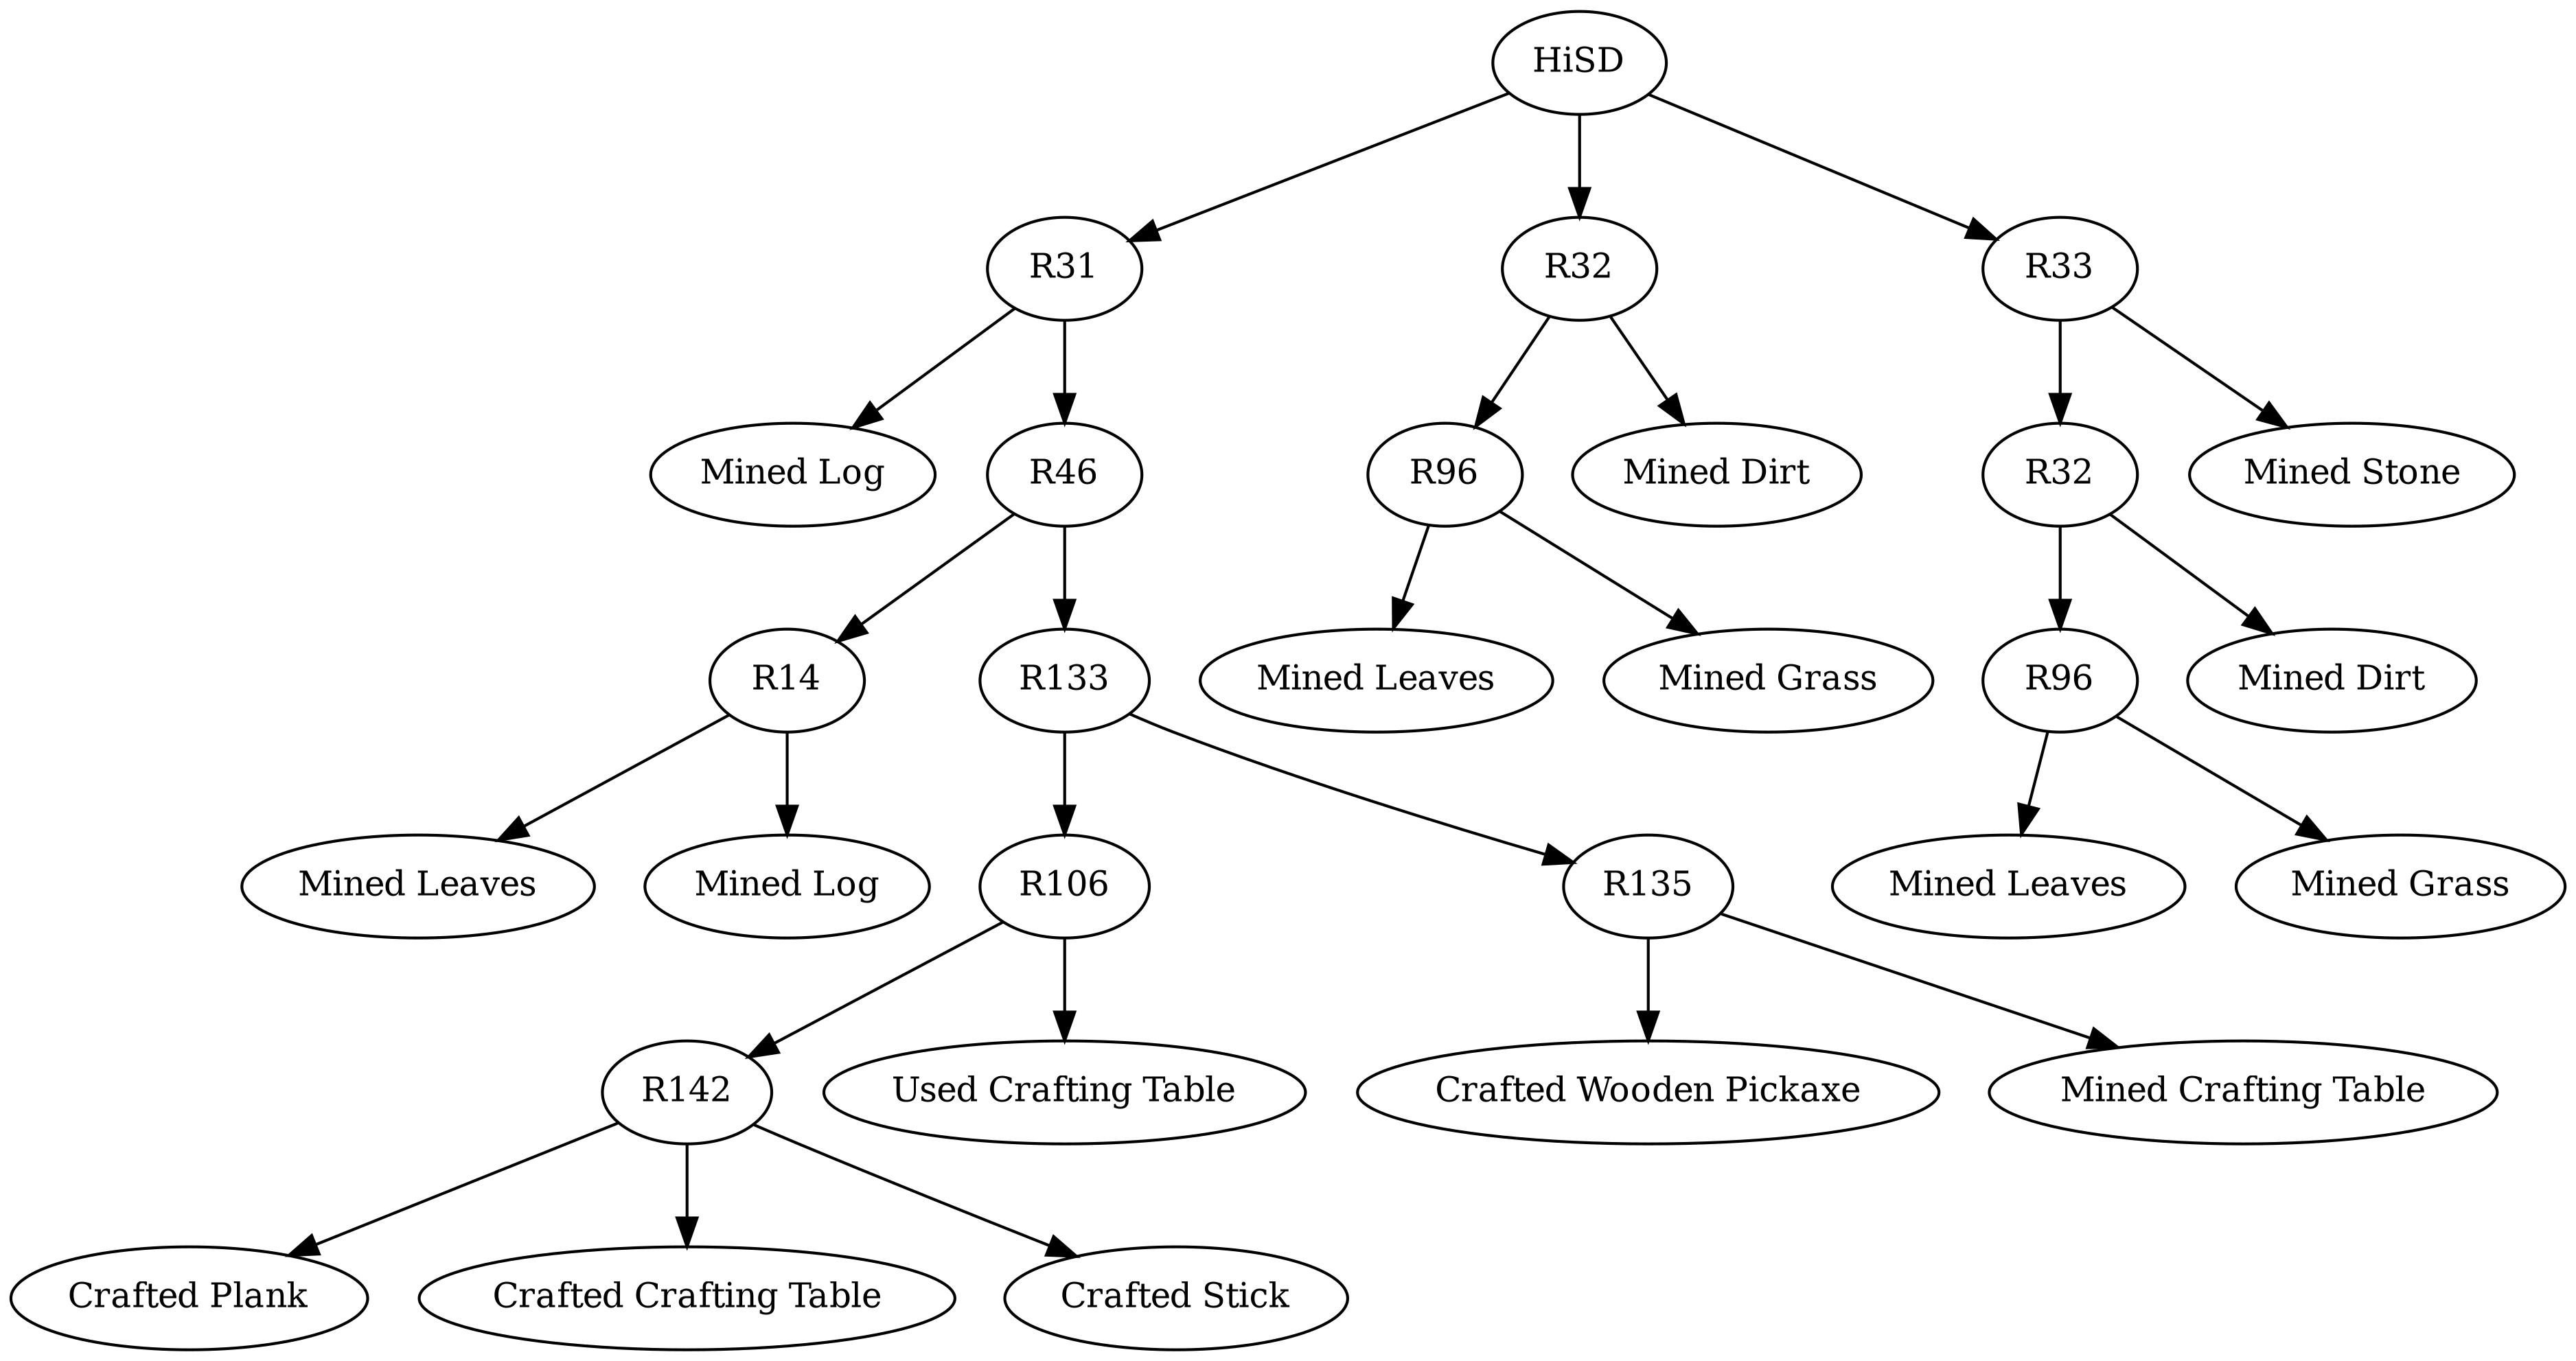 HiSD
R31
R32
R33
Mined Log
R46
R96
Mined Dirt
R32
Mined Stone
R14
R133
Mined Leaves
Mined Grass
R96
Mined Dirt
Mined Leaves
Mined Log
R106
R135
Mined Leaves
Mined Grass
R142
Used Crafting Table
Crafted Wooden Pickaxe
Mined Crafting Table
Crafted Plank
Crafted Crafting Table
Crafted Stick